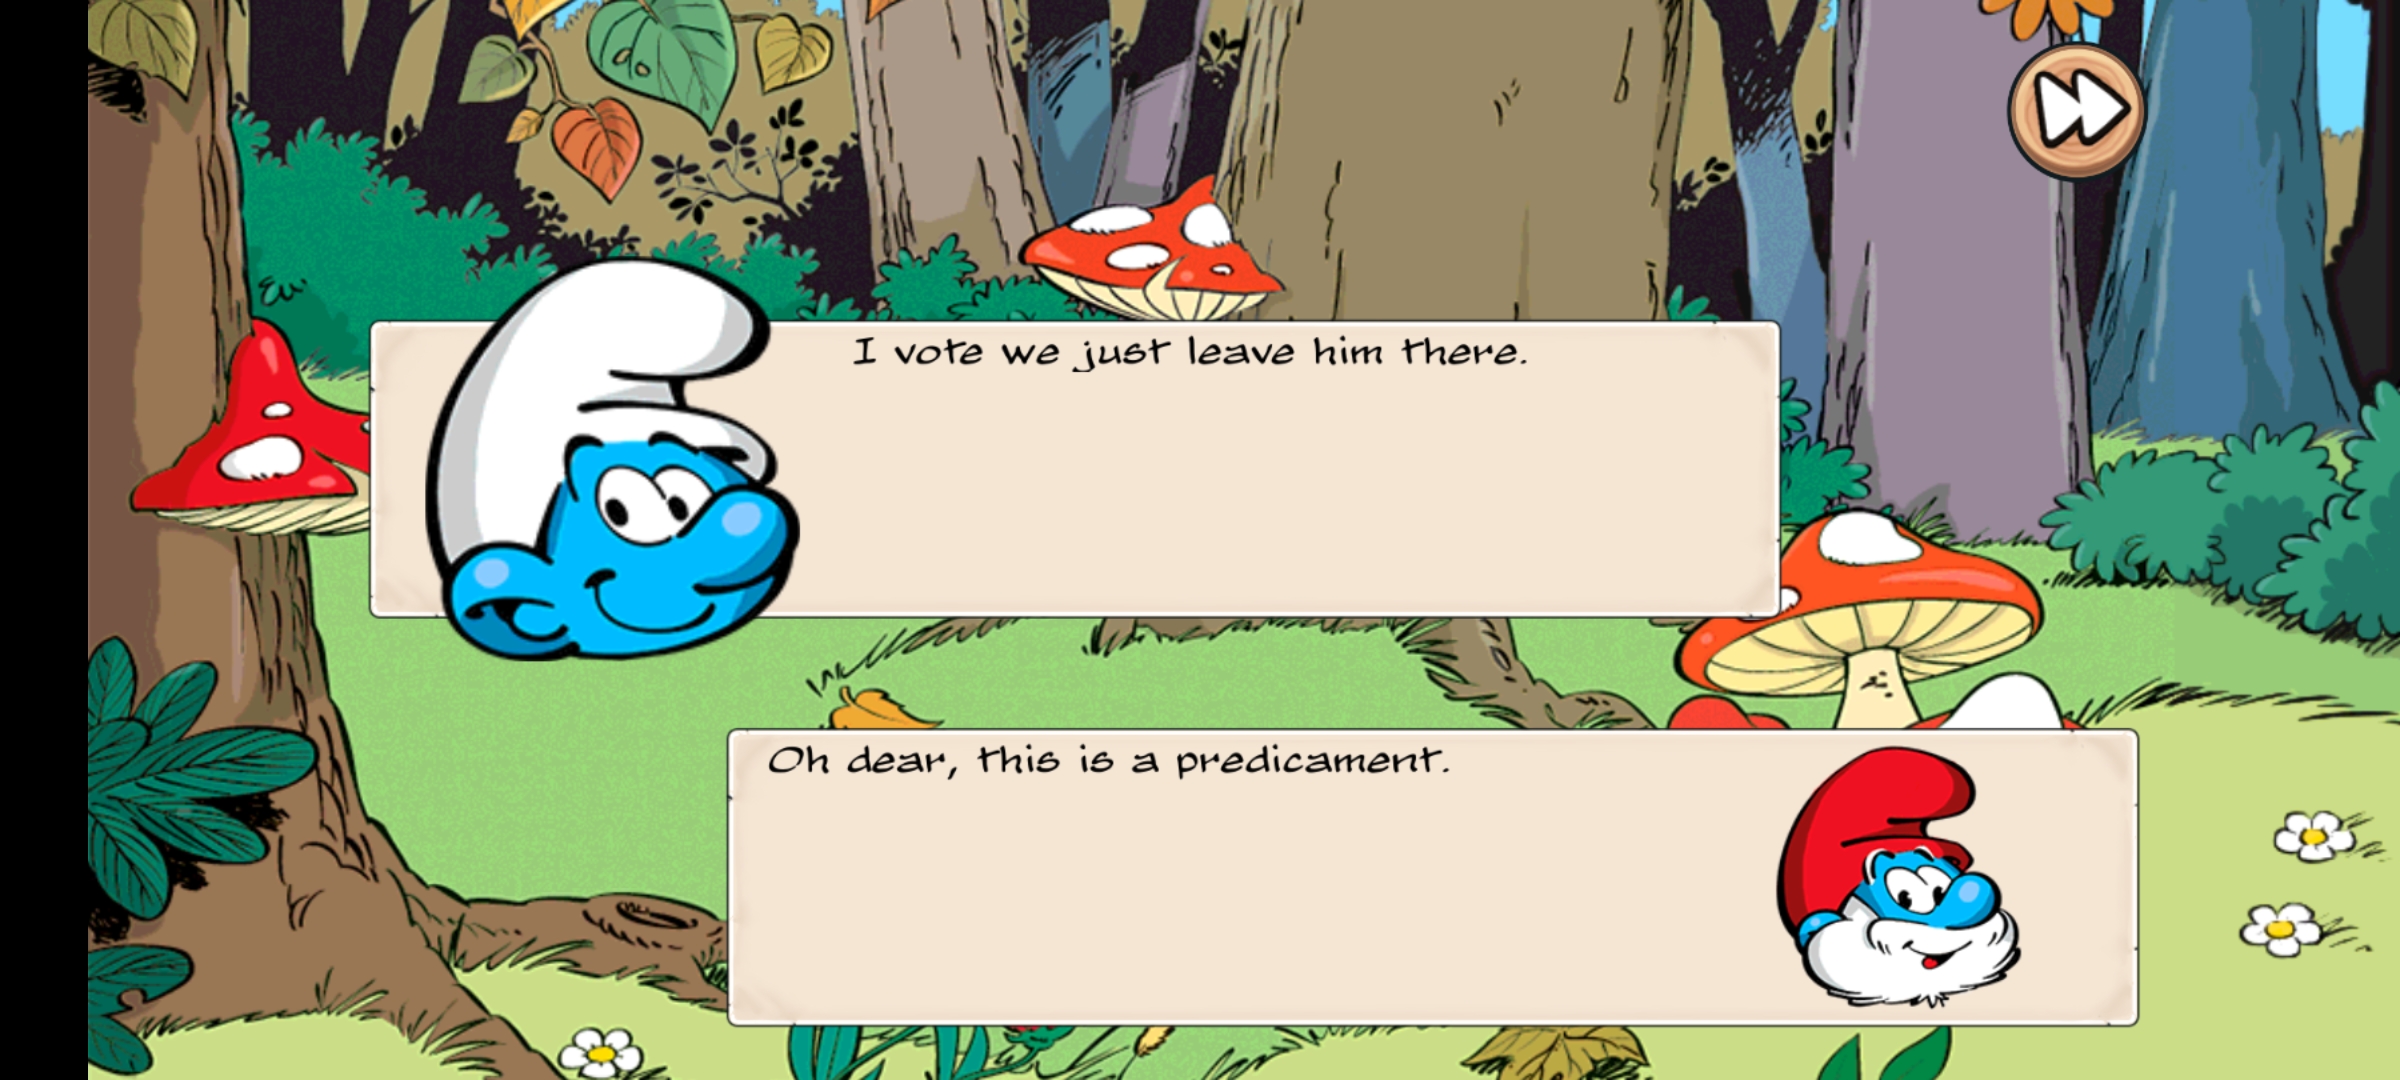 I vote we just leave him there.
Oh dear, this is a predicament.